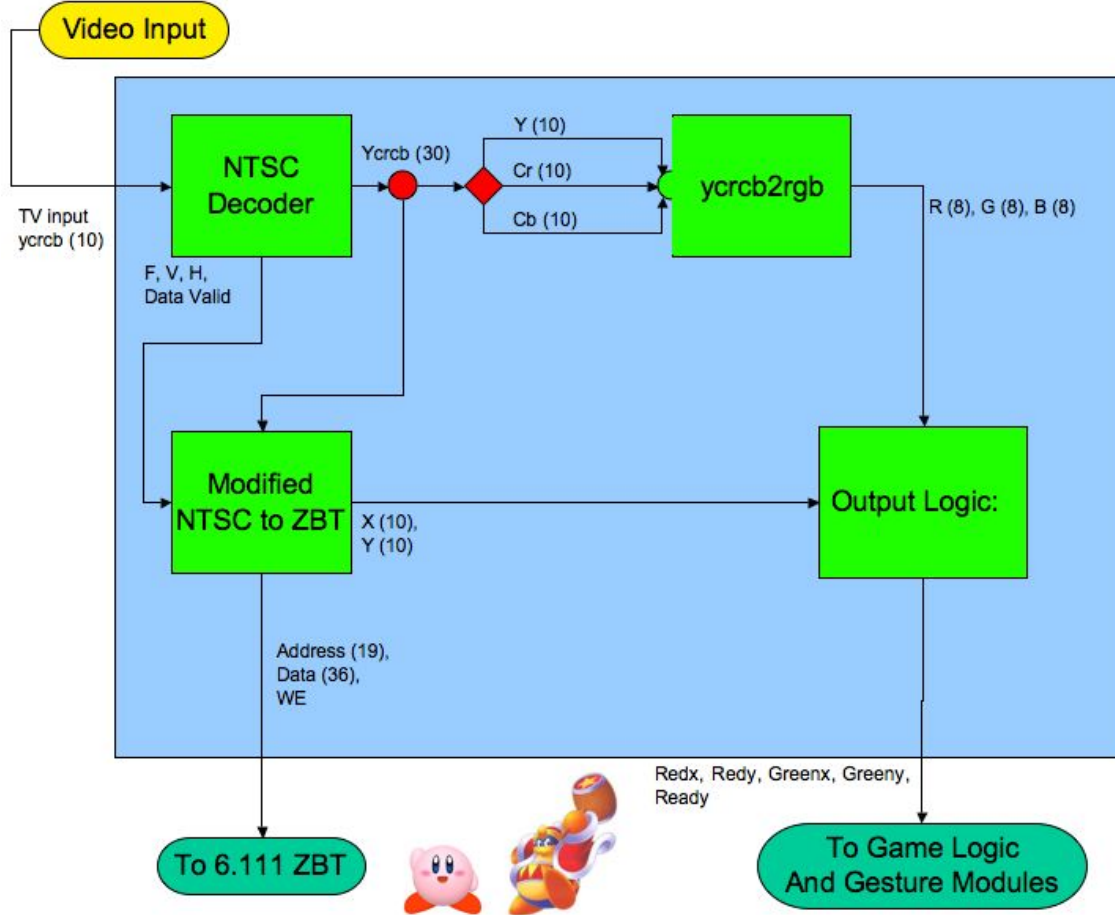 Video Input
TV input
ycrcb (10)
NTSC
Decoder
Ycrcb (30)
Y (10)
Cr (10)
Cb (10)
ycrcb2rgb
R (8), G (8), B (8)
F, V, H,
Data Valid
Modified
NTSC to ZBT
X (10),
Y (10)
Output Logic:
Address (19),
Data (36),
WE
Redx, Redy, Greenx, Greeny,
Ready
To 6.111 ZBT
To Game Logic
And Gesture Modules